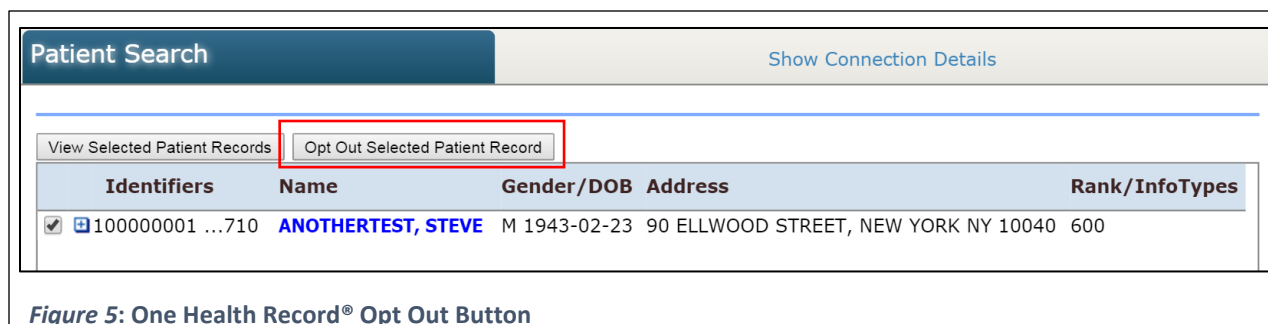 Patient Search
Show Connection Details
View Selected Patient Records Opt Out Selected Patient Record
Identifiers Name Gender/DOB Address Rank/InfoTypes
100000001 ...710 ANOTHERTEST, STEVE M 1943-02-23 90 ELLWOOD STREET, NEW YORK NY 10040 600
Figure 5: One Health Record® Opt Out Button